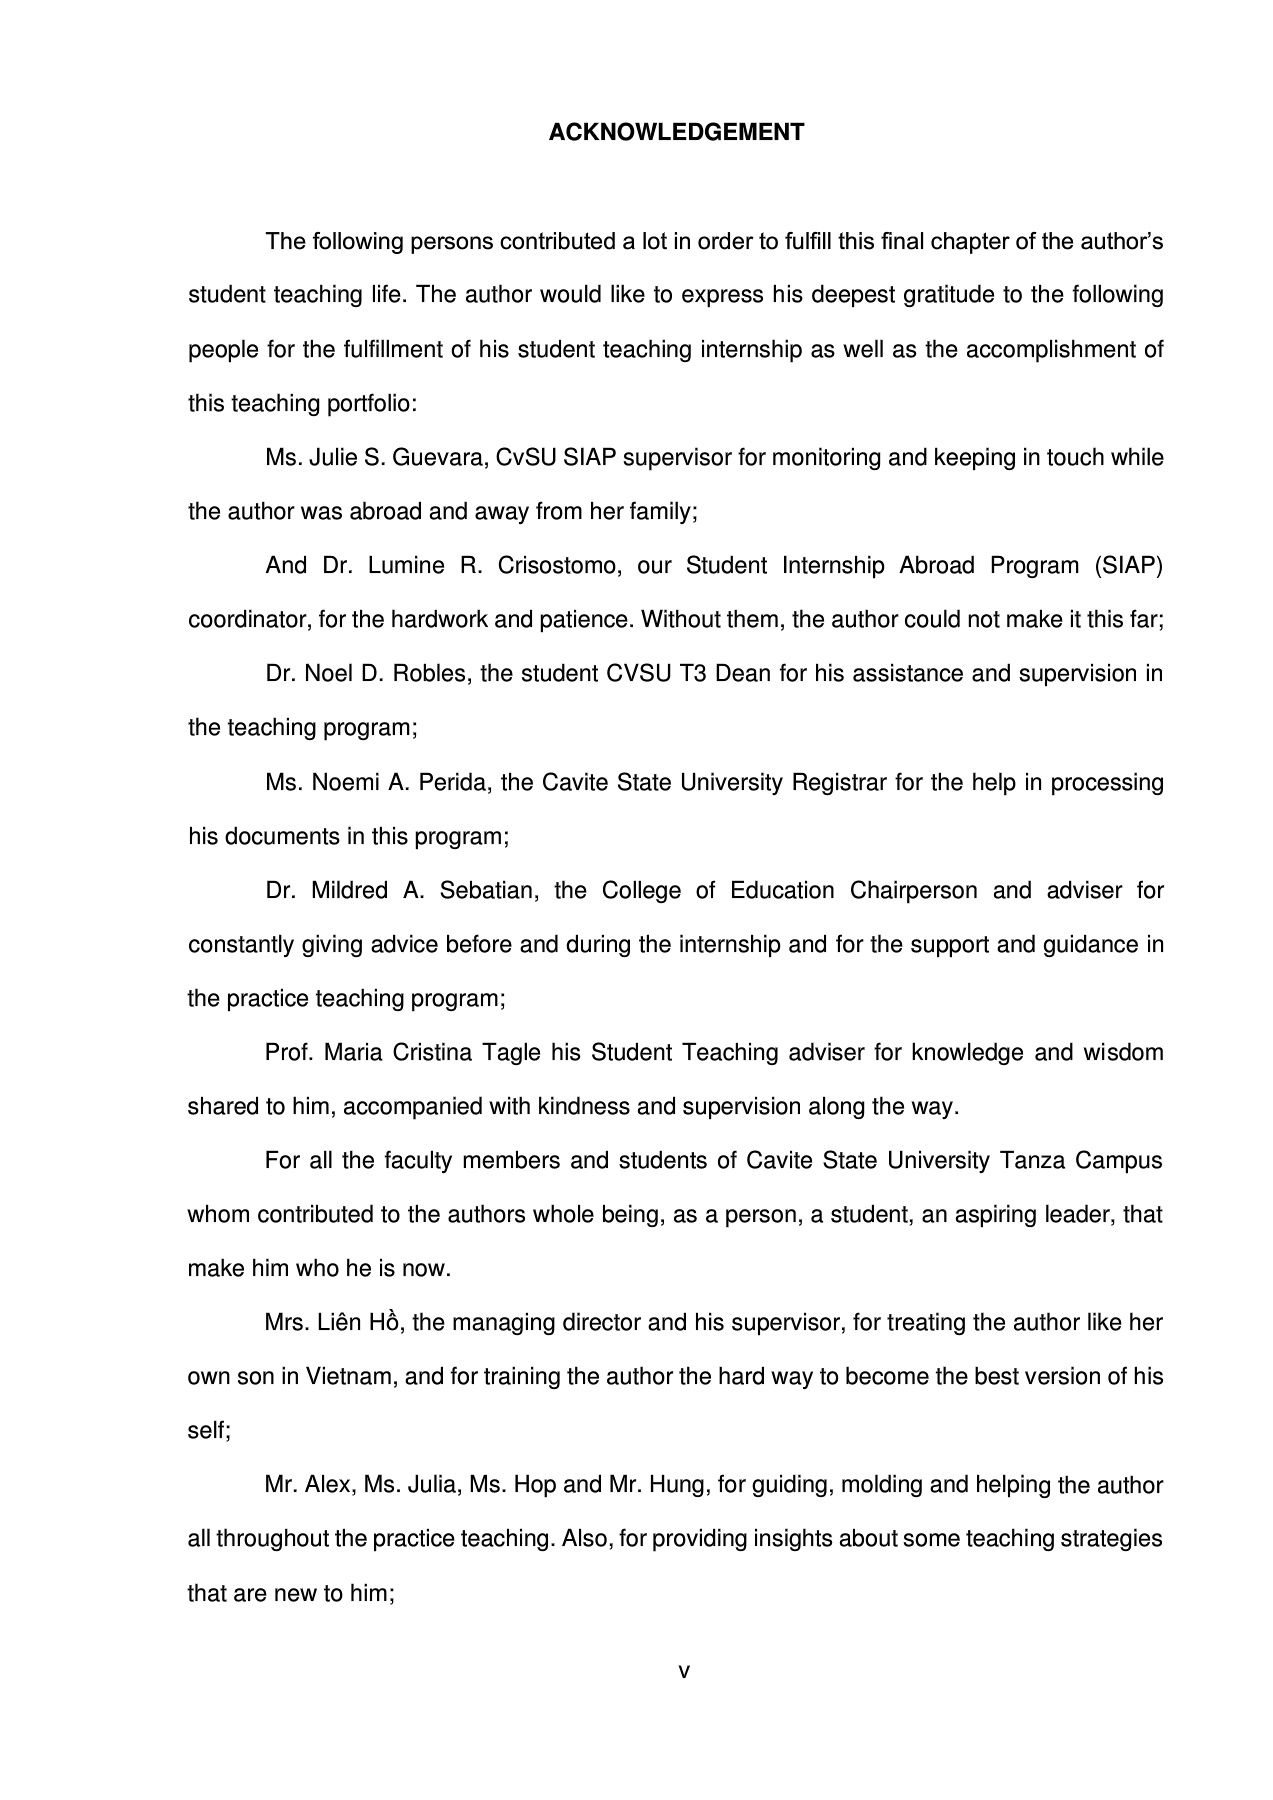 ACKNOWLEDGEMENT
The following persons contributed a lot in order to fulfill this final chapter of the author’s
student teaching life. The author would like to express his deepest gratitude to the following
people for the fulfillment of his student teaching internship as well as the accomplishment of
this teaching portfolio:
Ms. Julie S. Guevara, CvSU SIAP supervisor for monitoring and keeping in touch while
the author was abroad and away from her family;
And Dr. Lumine R. Crisostomo, our Student Internship Abroad Program (SIAP)
coordinator, for the hardwork and patience. Without them, the author could not make it this far;
Dr. Noel D. Robles, the student CVSU T3 Dean for his assistance and supervision in
the teaching program;
Ms. Noemi A. Perida, the Cavite State University Registrar for the help in processing
his documents in this program;
Dr. Mildred A. Sebatian, the College of Education Chairperson and adviser for
constantly giving advice before and during the internship and for the support and guidance in
the practice teaching program;
Prof. Maria Cristina Tagle his Student Teaching adviser for knowledge and wisdom
shared to him, accompanied with kindness and supervision along the way.
For all the faculty members and students of Cavite State University Tanza Campus
whom contributed to the authors whole being, as a person, a student, an aspiring leader, that
make him who he is now.
Mrs. Liên Hồ, the managing director and his supervisor, for treating the author like her
own son in Vietnam, and for training the author the hard way to become the best version of his
self;
Mr. Alex, Ms. Julia, Ms. Hop and Mr. Hung, for guiding, molding and helping the author
all throughout the practice teaching. Also, for providing insights about some teaching strategies
that are new to him;
v